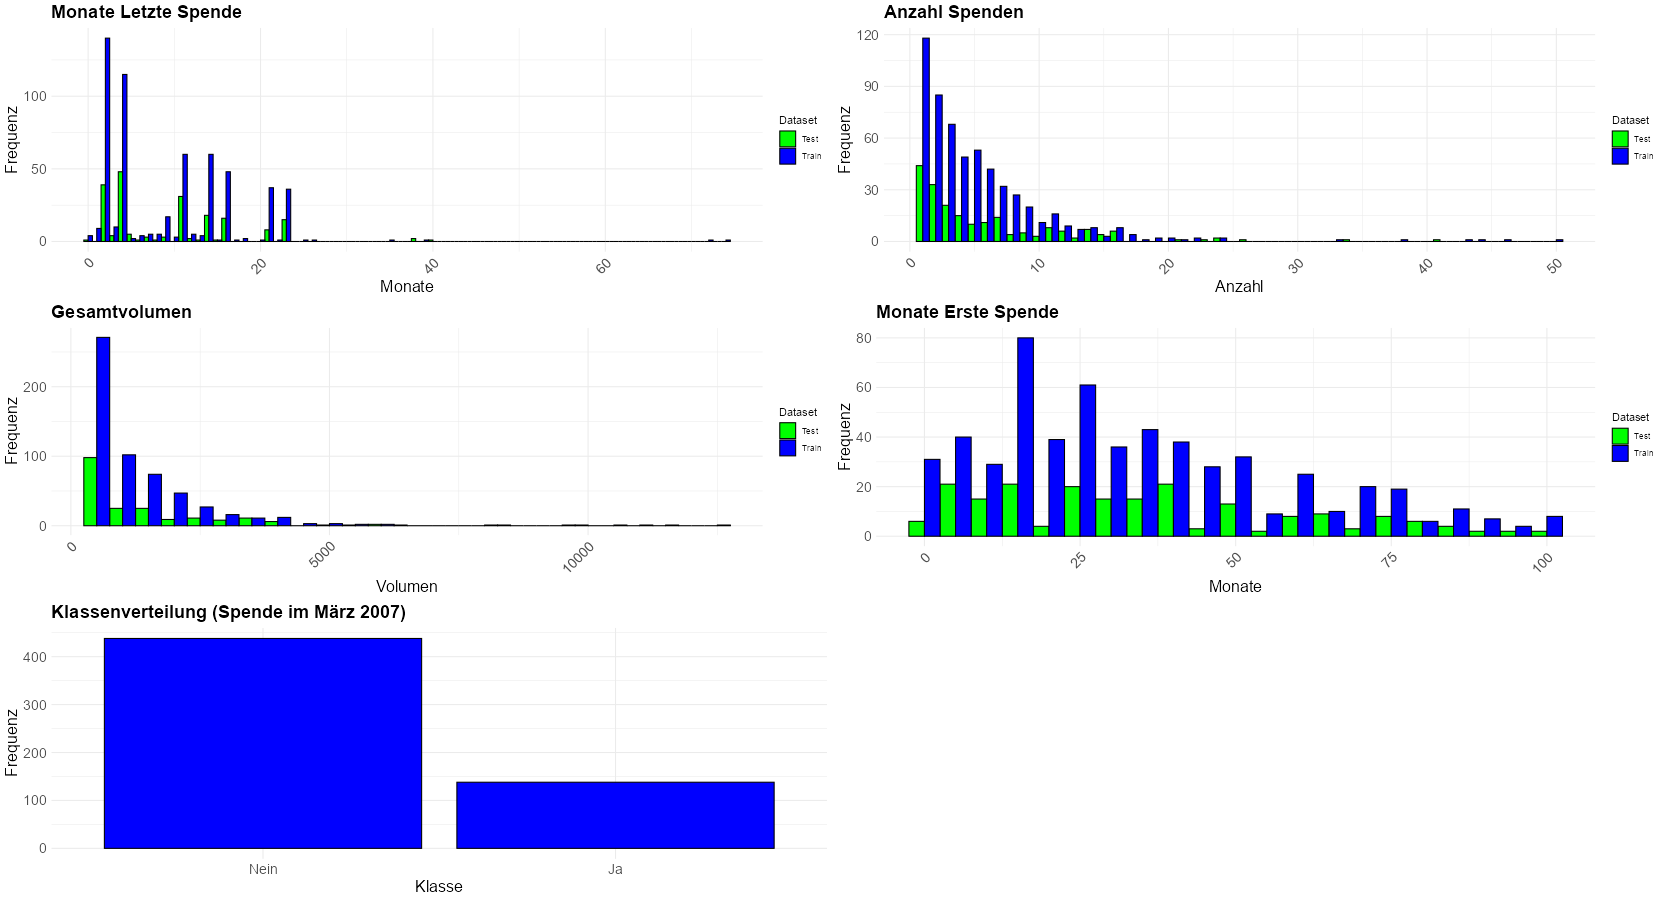 Monate Letzte Spende
Frequenz
100
50
0
0
20
40
60
Monate
Dataset
Test
Train
Anzahl Spenden
Frequenz
120
90
60
30
0
0
10
20
30
40
50
Anzahl
Dataset
Test
Train
Gesamtvolumen
Frequenz
200
100
0
0
5000
10000
Volumen
Dataset
Test
Train
Monate Erste Spende
Frequenz
80
60
40
20
0
0
25
50
75
100
Monate
Dataset
Test
Train
Klassenverteilung (Spende im März 2007)
Frequenz
400
300
200
100
0
Nein
Ja
Klasse